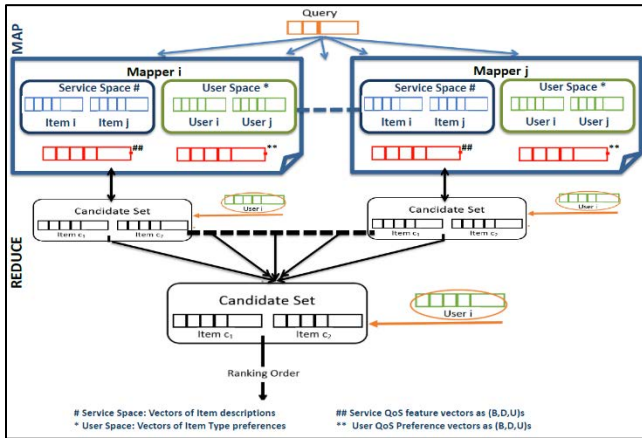 Query
MAP
Mapper i
Mapper j
Service Space #
User Space *
Service Space #
User Space *
Item i
Item j
User i
User j
Item i
Item j
User i
User j
##
**
##
**
REDUCE
Candidate Set
User i
Candidate Set
User i
Item c1
Item c2
Item c1
Item c2
Candidate Set
User i
Item c1
Item c2
Ranking Order
# Service Space: Vectors of Item descriptions
## Service QoS feature vectors as (B,D,U)s
* User Space: Vectors of Item Type preferences
** User QoS Preference vectors as (B,D,U)s